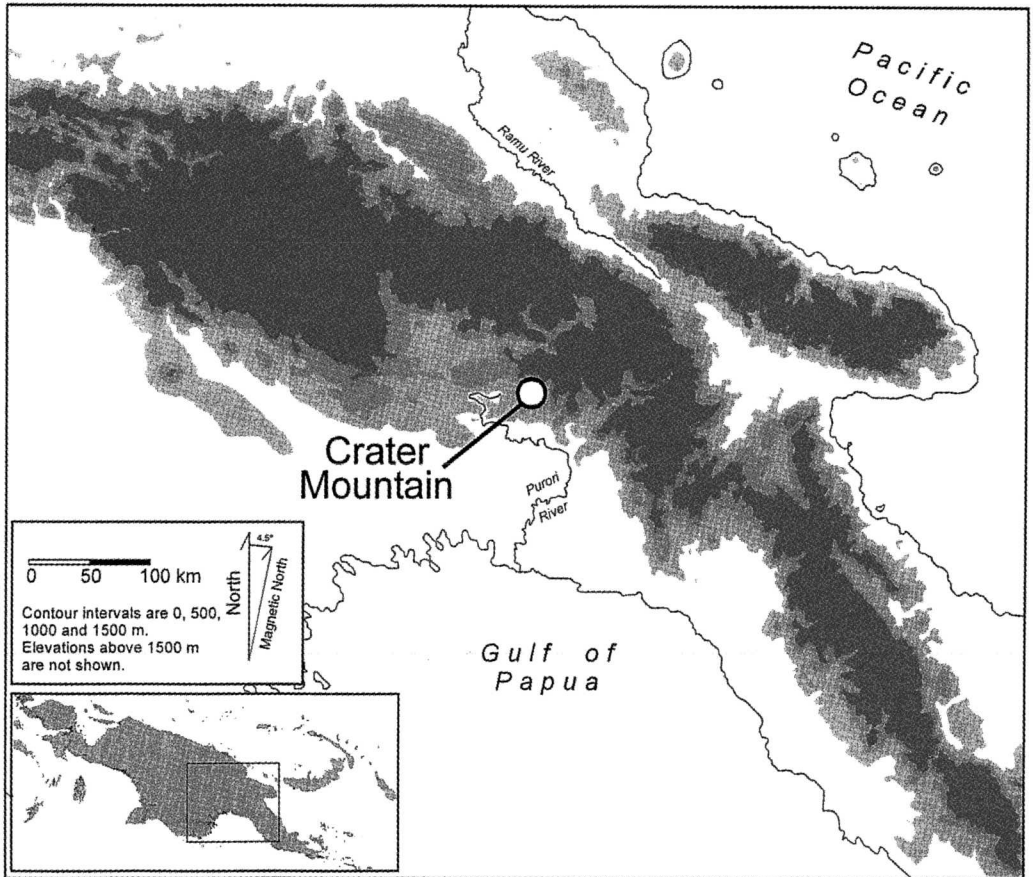 Pacific
Ocean
Ramu River
Crater
Mountain
Purori
River
Gulf of
Papua
0 50 100 km
North
4.5°
Magnetic North
Contour intervals are 0, 500,
1000 and 1500 m.
Elevations above 1500 m
are not shown.